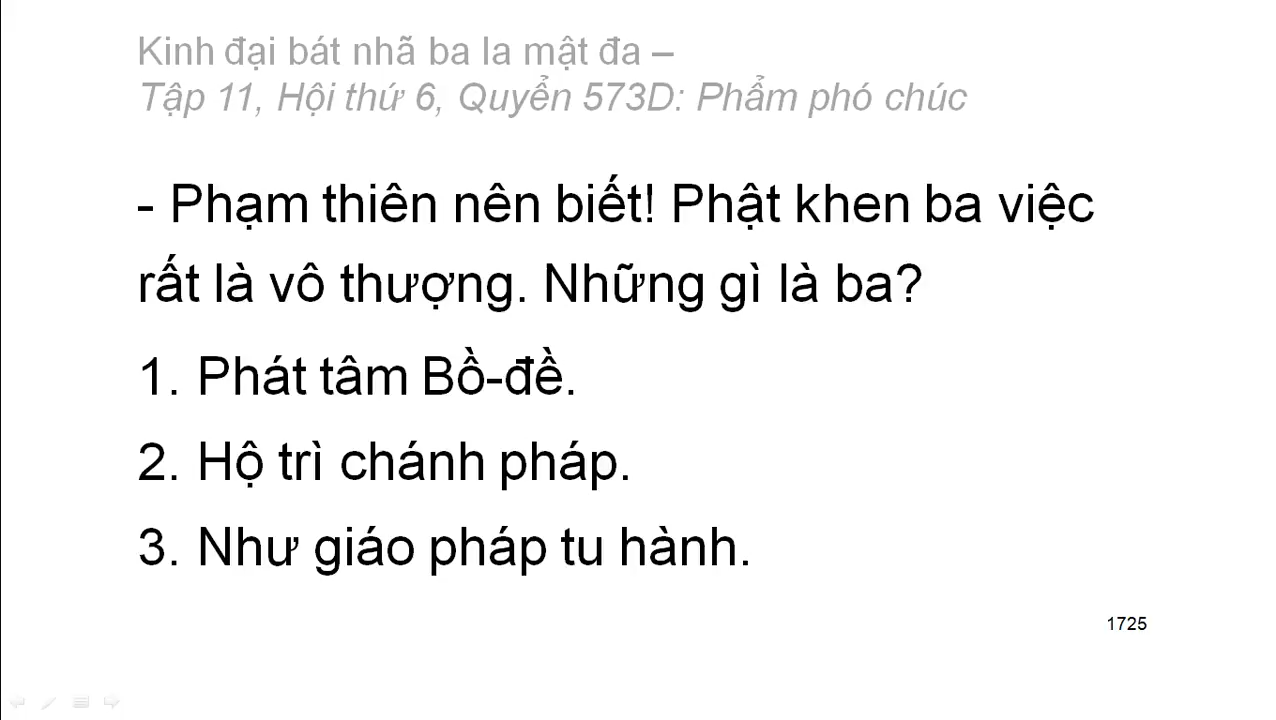 Kinh đại bát nhã ba la mật đa –
Tập 11, Hội thứ 6, Quyển 573D: Phẩm phó chúc
- Phạm thiên nên biết! Phật khen ba việc
rất là vô thượng. Những gì là ba?
1. Phát tâm Bồ-đề.
2. Hộ trì chánh pháp.
3. Như giáo pháp tu hành.
1725